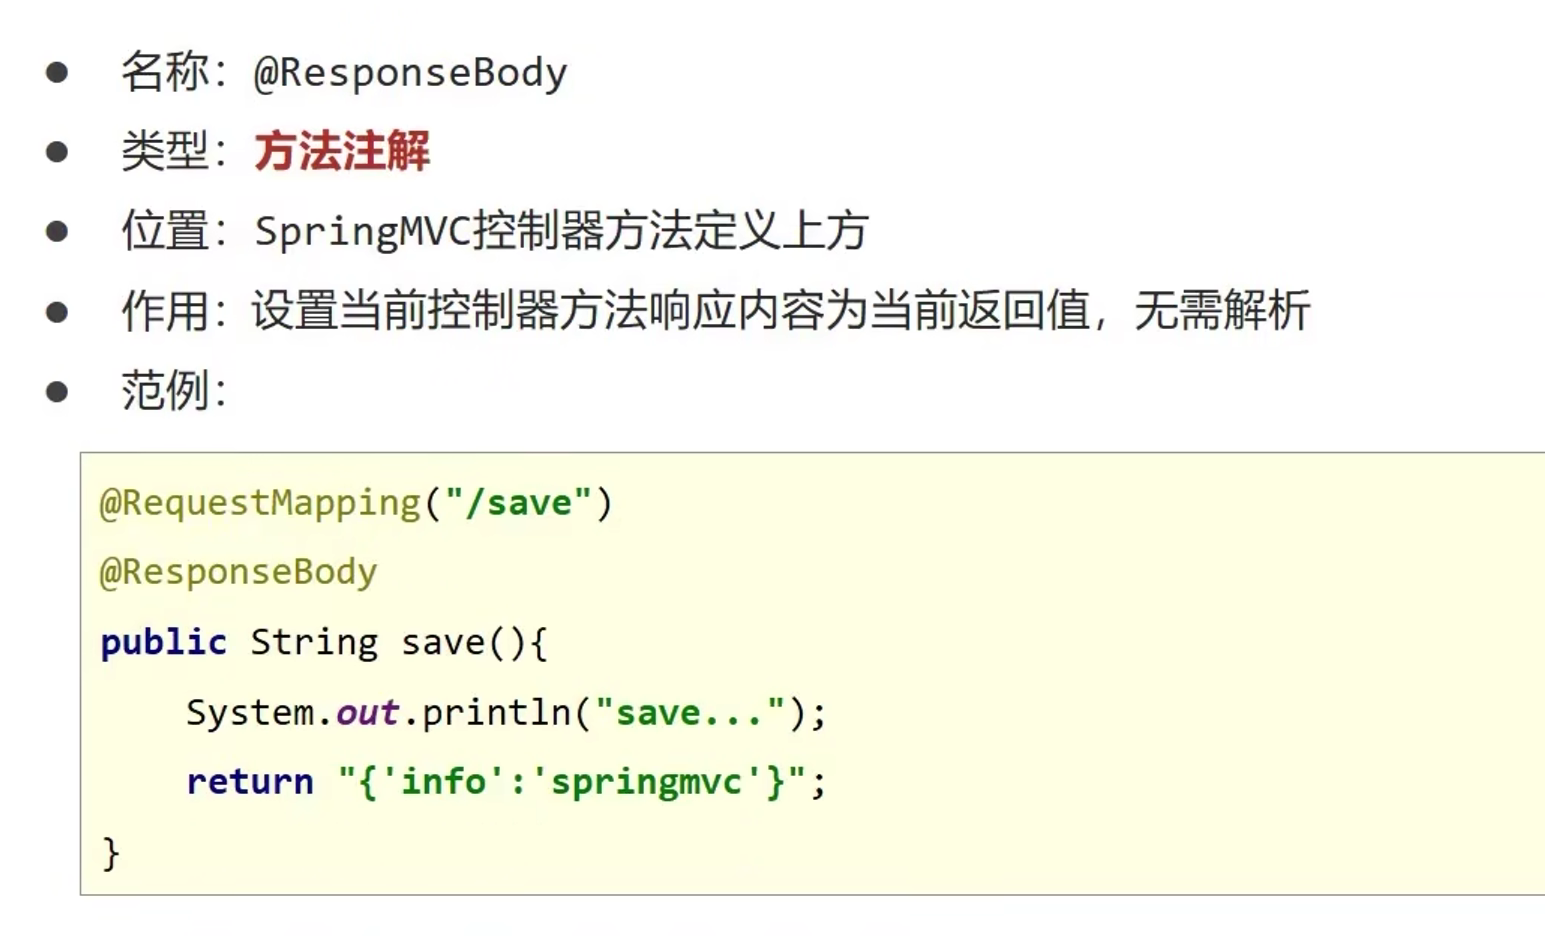 ● 名称：@ResponseBody
● 类型：方法注解
● 位置：SpringMVC控制器方法定义上方
● 作用：设置当前控制器方法响应内容为当前返回值，无需解析
● 范例：
@RequestMapping("/save")
@ResponseBody
public String save(){
    System.out.println("save...");
    return "{'info':'springmvc'}";
}